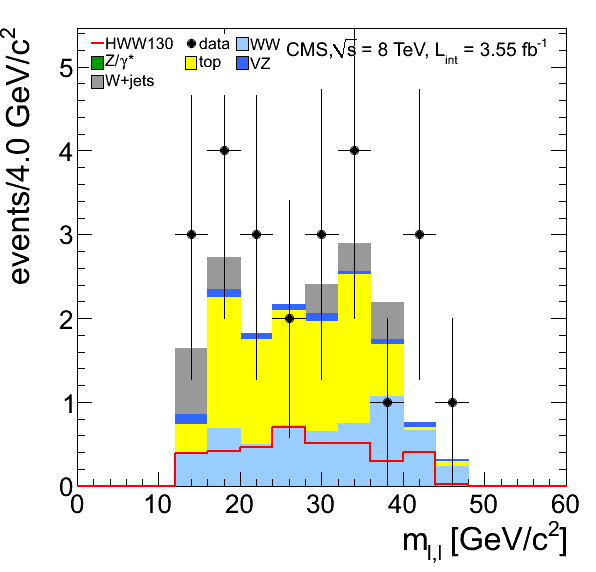 HWW130 data WW CMS,√s = 8 TeV, L_int = 3.55 fb⁻¹
Z/γ* top VZ
W+jets
events/4.0 GeV/c²
5
4
3
2
1
0
0 10 20 30 40 50 60
m_l,l [GeV/c²]